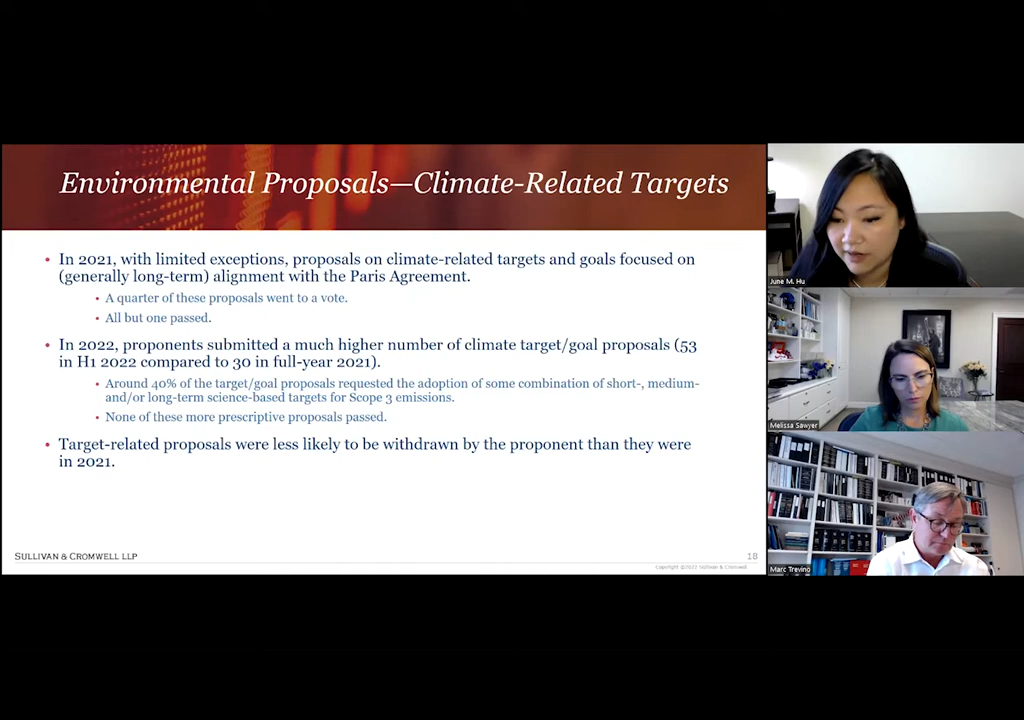 Environmental Proposals—Climate-Related Targets
• In 2021, with limited exceptions, proposals on climate-related targets and goals focused on
(generally long-term) alignment with the Paris Agreement.
• A quarter of these proposals went to a vote.
• All but one passed.
• In 2022, proponents submitted a much higher number of climate target/goal proposals (53
in H1 2022 compared to 30 in full-year 2021).
• Around 40% of the target/goal proposals requested the adoption of some combination of short-, medium-
and/or long-term science-based targets for Scope 3 emissions.
• None of these more prescriptive proposals passed.
• Target-related proposals were less likely to be withdrawn by the proponent than they were
in 2021.
SULLIVAN & CROMWELL LLP
18
Copyright ©2022 Sullivan & Cromwell
June M. Hu
Melissa Sawyer
Marc Trevino